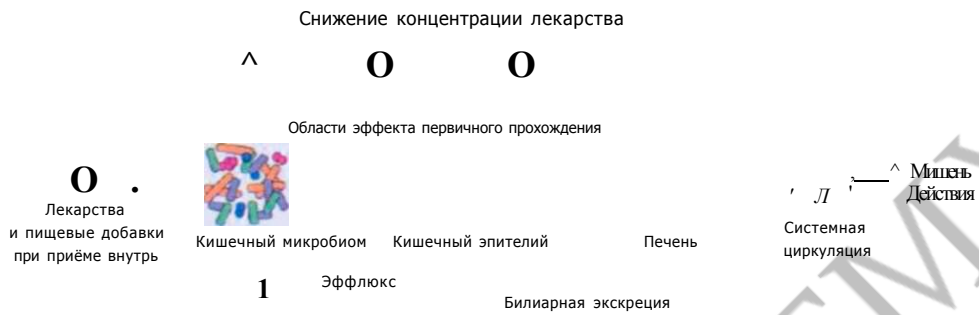 Снижение концентрации лекарства
^ О О
Области эффекта первичного прохождения
О .
Лекарства
и пищевые добавки
при приёме внутрь
Кишечный микробиом
Кишечный эпителий
Печень
' Л '
Системная
циркуляция
^ Мишень
Действия
1
Эффлюкс
Билиарная экскреция